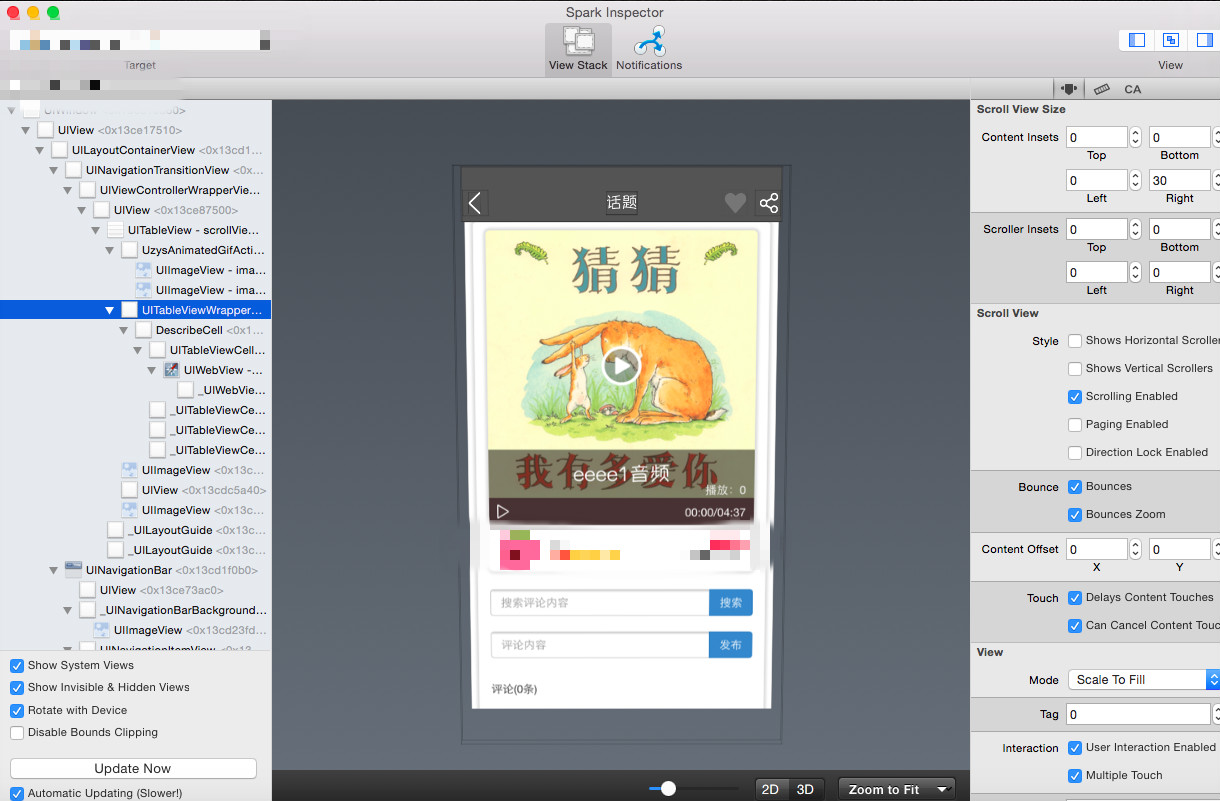 Spark Inspector
View Stack
Notifications
Target
View
CA
UIView <0x13ce17510>
UILayoutContainerView <0x13cd1...
UINavigationTransitionView <0x...
UIViewControllerWrapperVie...
UIView <0x13ce87500>
UITableView - scrollVie...
UzysAnimatedGifActi...
UIImageView - ima...
UIImageView - ima...
UITableViewWrapper...
DescribeCell <0x1...
UITableViewCell...
UIWebView -...
_UIWebVie...
_UITableViewCe...
_UITableViewCe...
_UITableViewCe...
UIImageView <0x13c...
UIView <0x13cdc5a40>
UIImageView <0x13c...
_UILayoutGuide <0x13c...
_UILayoutGuide <0x13c...
UINavigationBar <0x13cd1f0b0>
UIView <0x13ce73ac0>
_UINavigationBarBackground...
UIImageView <0x13cd23fd...
UINavigationItemView <0x13...
Show System Views
Show Invisible & Hidden Views
Rotate with Device
Disable Bounds Clipping
Update Now
Automatic Updating (Slower!)
话题
猜猜
我有多爱你
eeee1音频
播放：0
00:00/04:37
搜索评论内容
搜索
评论内容
发布
评论(0条)
2D
3D
Zoom to Fit
Scroll View Size
Content Insets 0 0
Top Bottom
0 30
Left Right
Scroller Insets 0 0
Top Bottom
0 0
Left Right
Scroll View
Style Shows Horizontal Scroller
Shows Vertical Scrollers
Scrolling Enabled
Paging Enabled
Direction Lock Enabled
Bounce Bounces
Bounces Zoom
Content Offset 0 0
X Y
Touch Delays Content Touches
Can Cancel Content Touc
View
Mode Scale To Fill
Tag 0
Interaction User Interaction Enabled
Multiple Touch